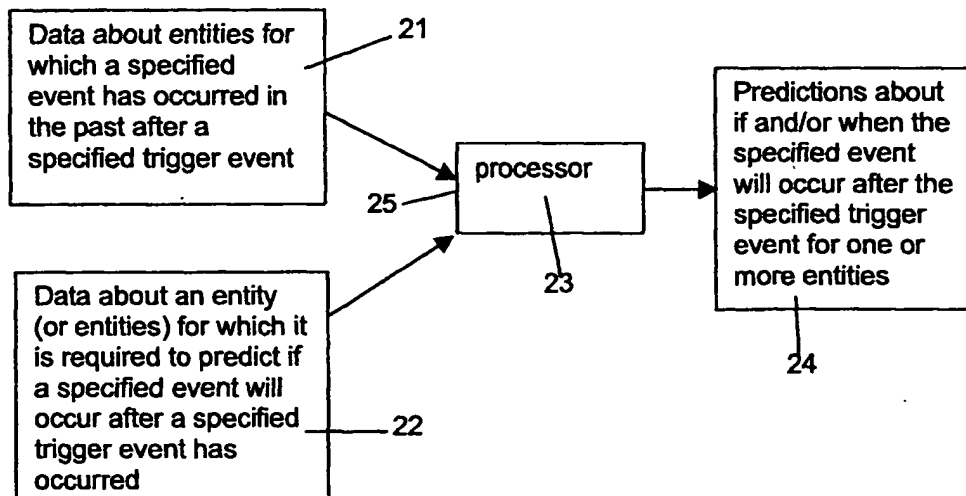 Data about entities for
which a specified
event has occurred in
the past after a
specified trigger event
21
processor
25
23
Predictions about
if and/or when the
specified event
will occur after the
specified trigger
event for one or
more entities
24
Data about an entity
(or entities) for which it
is required to predict if
a specified event will
occur after a specified
trigger event has
occurred
22